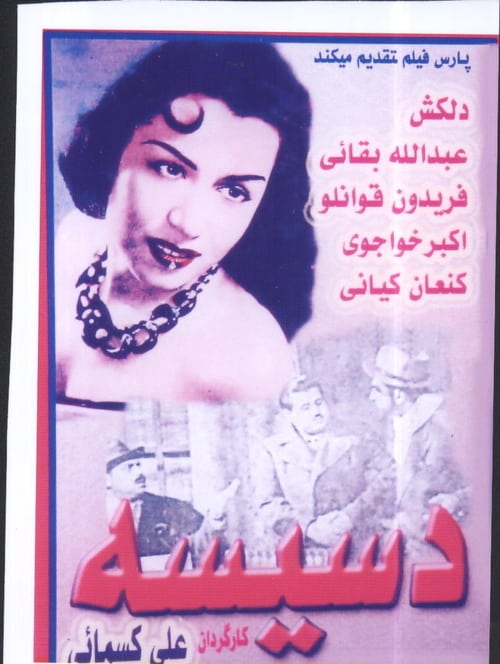 پارس فیلم تقدیم میکند
دلکش
عبدالله بقائی
فریدون قوانلو
اکبر خواجوی
کنعان کیانی
دسیسه
کارگردان علی کسمائی